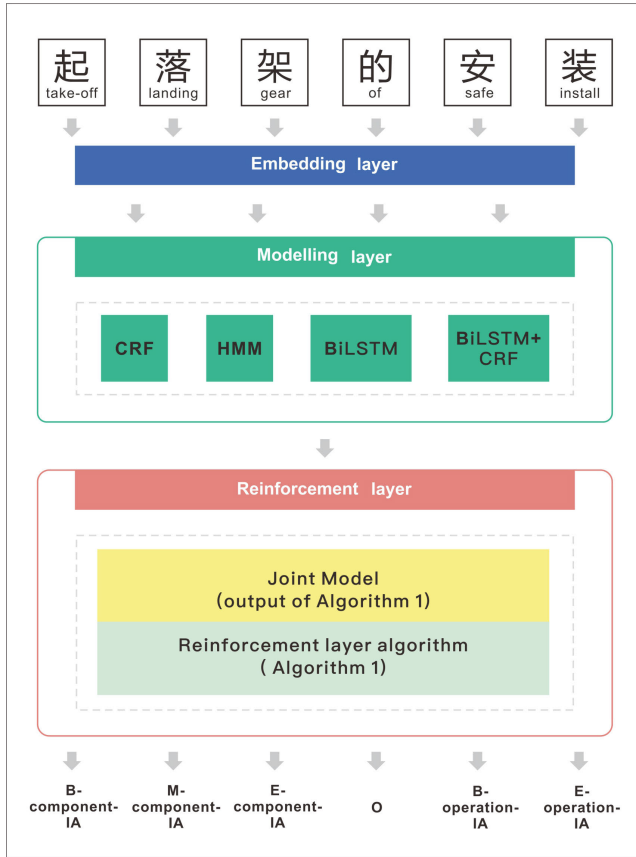 起 落 架 的 安 装
take-off landing gear of safe install
Embedding layer
Modelling layer
CRF HMM BiLSTM BiLSTM+
CRF
Reinforcement layer
Joint Model
(output of Algorithm 1)
Reinforcement layer algorithm
( Algorithm 1)
B- M- E- O B- E-
component- component- component- operation- operation-
IA IA IA IA IA